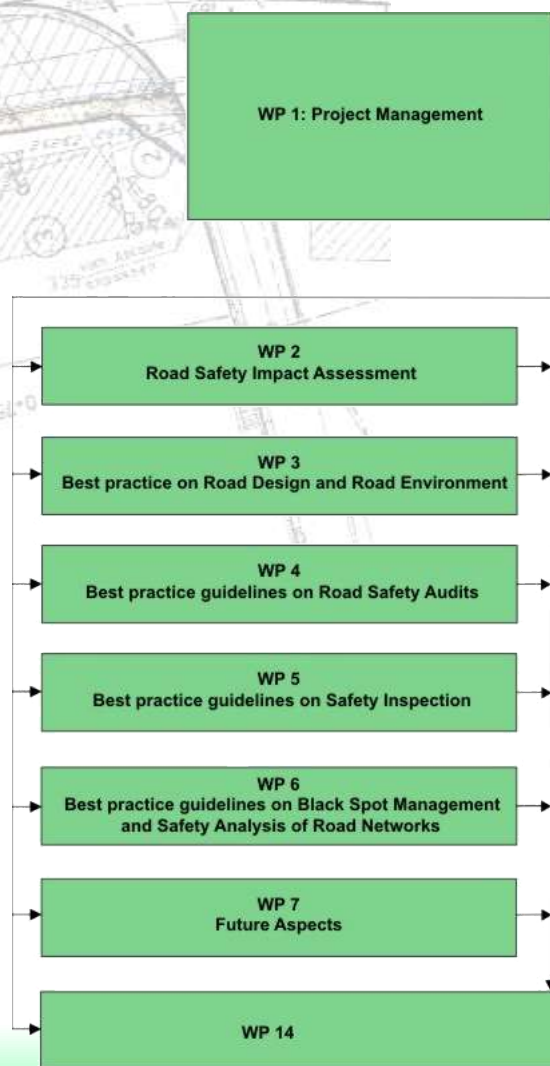 WP 1: Project Management
WP 2
Road Safety Impact Assessment
WP 3
Best practice on Road Design and Road Environment
WP 4
Best practice guidelines on Road Safety Audits
WP 5
Best practice guidelines on Safety Inspection
WP 6
Best practice guidelines on Black Spot Management
and Safety Analysis of Road Networks
WP 7
Future Aspects
WP 14